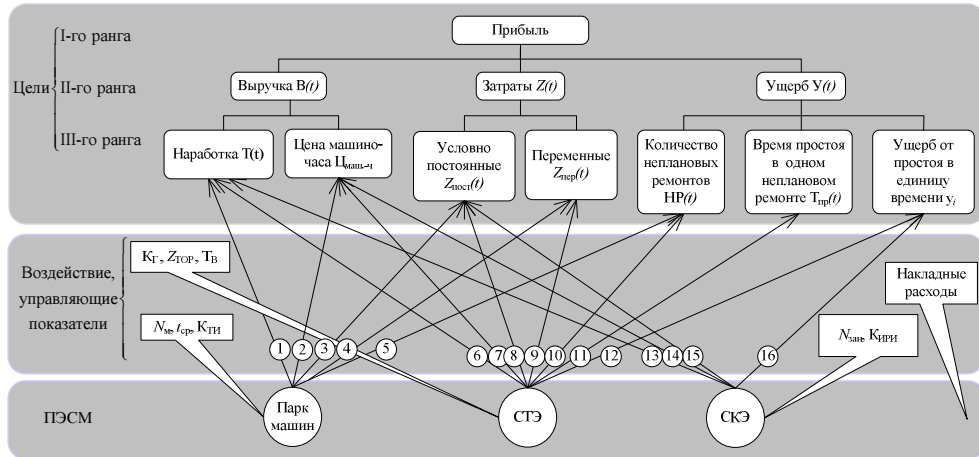 I-го ранга
Цели
II-го ранга
III-го ранга
Прибыль
Выручка B(t)
Затраты Z(t)
Ущерб У(t)
Наработка T(t)
Цена машино-
часа Цмаш.-ч
Условно
постоянные
Zпост(t)
Переменные
Zпер(t)
Количество
неплановых
ремонтов
НР(t)
Время простоя
в одном
неплановом
ремонте Tпр(t)
Ущерб от
простоя в
единицу
времени yi
Воздействие,
управляющие
показатели
КГ, ZТОР, ТВ
Nм, tср, КТИ
Накладные
расходы
Nзан, КИРИ
1 2 3 4 5 6 7 8 9 10 11 12 13 14 15 16
ПЭСМ
Парк
машин
СТЭ
СКЭ